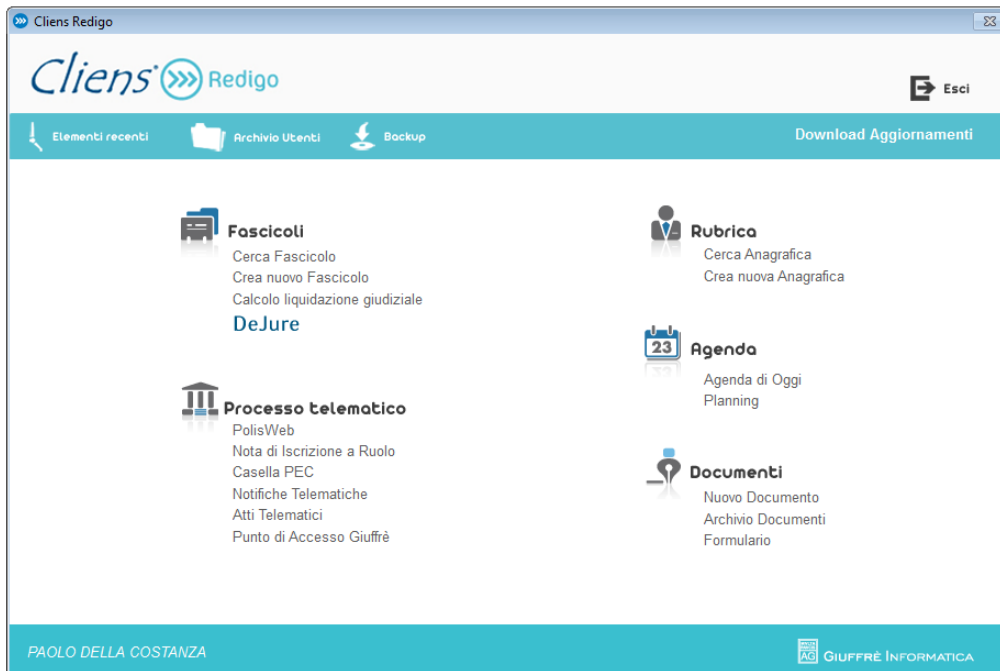 Cliens Redigo
Cliens Redigo
Esci
Elementi recenti
Archivio Utenti
Backup
Download Aggiornamenti
Fascicoli
Cerca Fascicolo
Crea nuovo Fascicolo
Calcolo liquidazione giudiziale
DeJure
Processo telematico
PolisWeb
Nota di Iscrizione a Ruolo
Casella PEC
Notifiche Telematiche
Atti Telematici
Punto di Accesso Giuffrè
Rubrica
Cerca Anagrafica
Crea nuova Anagrafica
23
Agenda
Agenda di Oggi
Planning
Documenti
Nuovo Documento
Archivio Documenti
Formulario
PAOLO DELLA COSTANZA
AG
GIUFFRÈ INFORMATICA